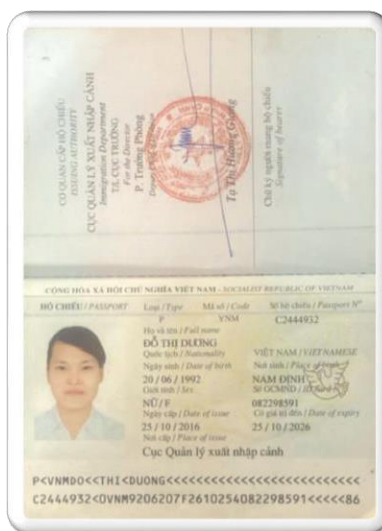 CƠ QUAN CẤP HỘ CHIẾU
ISSUING AUTHORITY
CỤC QUẢN LÝ XUẤT NHẬP CẢNH
Immigration Department
T/L CỤC TRƯỞNG
For the Director
P. Trưởng Phòng
Tạ Thị Hương Giang
Chữ ký người mang hộ chiếu
Signature of bearer
CỘNG HÒA XÃ HỘI CHỦ NGHĨA VIỆT NAM - SOCIALIST REPUBLIC OF VIETNAM
HỘ CHIẾU / PASSPORT Loại / Type Mã số / Code Số hộ chiếu / Passport Nº
P VNM C2444932
Họ và tên / Full name
ĐỖ THỊ DƯƠNG
Quốc tịch / Nationality VIỆT NAM / VIETNAMESE
Ngày sinh / Date of birth Nơi sinh / Place of birth
20 / 06 / 1992 NAM ĐỊNH
Giới tính / Sex Số GCMND /
NỮ / F 082298591
Ngày cấp / Date of issue Có giá trị đến / Date of expiry
25 / 10 / 2016 25 / 10 / 2026
Nơi cấp / Place of issue
Cục Quản lý xuất nhập cảnh
P<VNMDO<<THI<DUONG<<<<<<<<<<<<<<<<<<<<<<<<<<
C2444932<0VNM9206207F2610254082298591<<<<<86